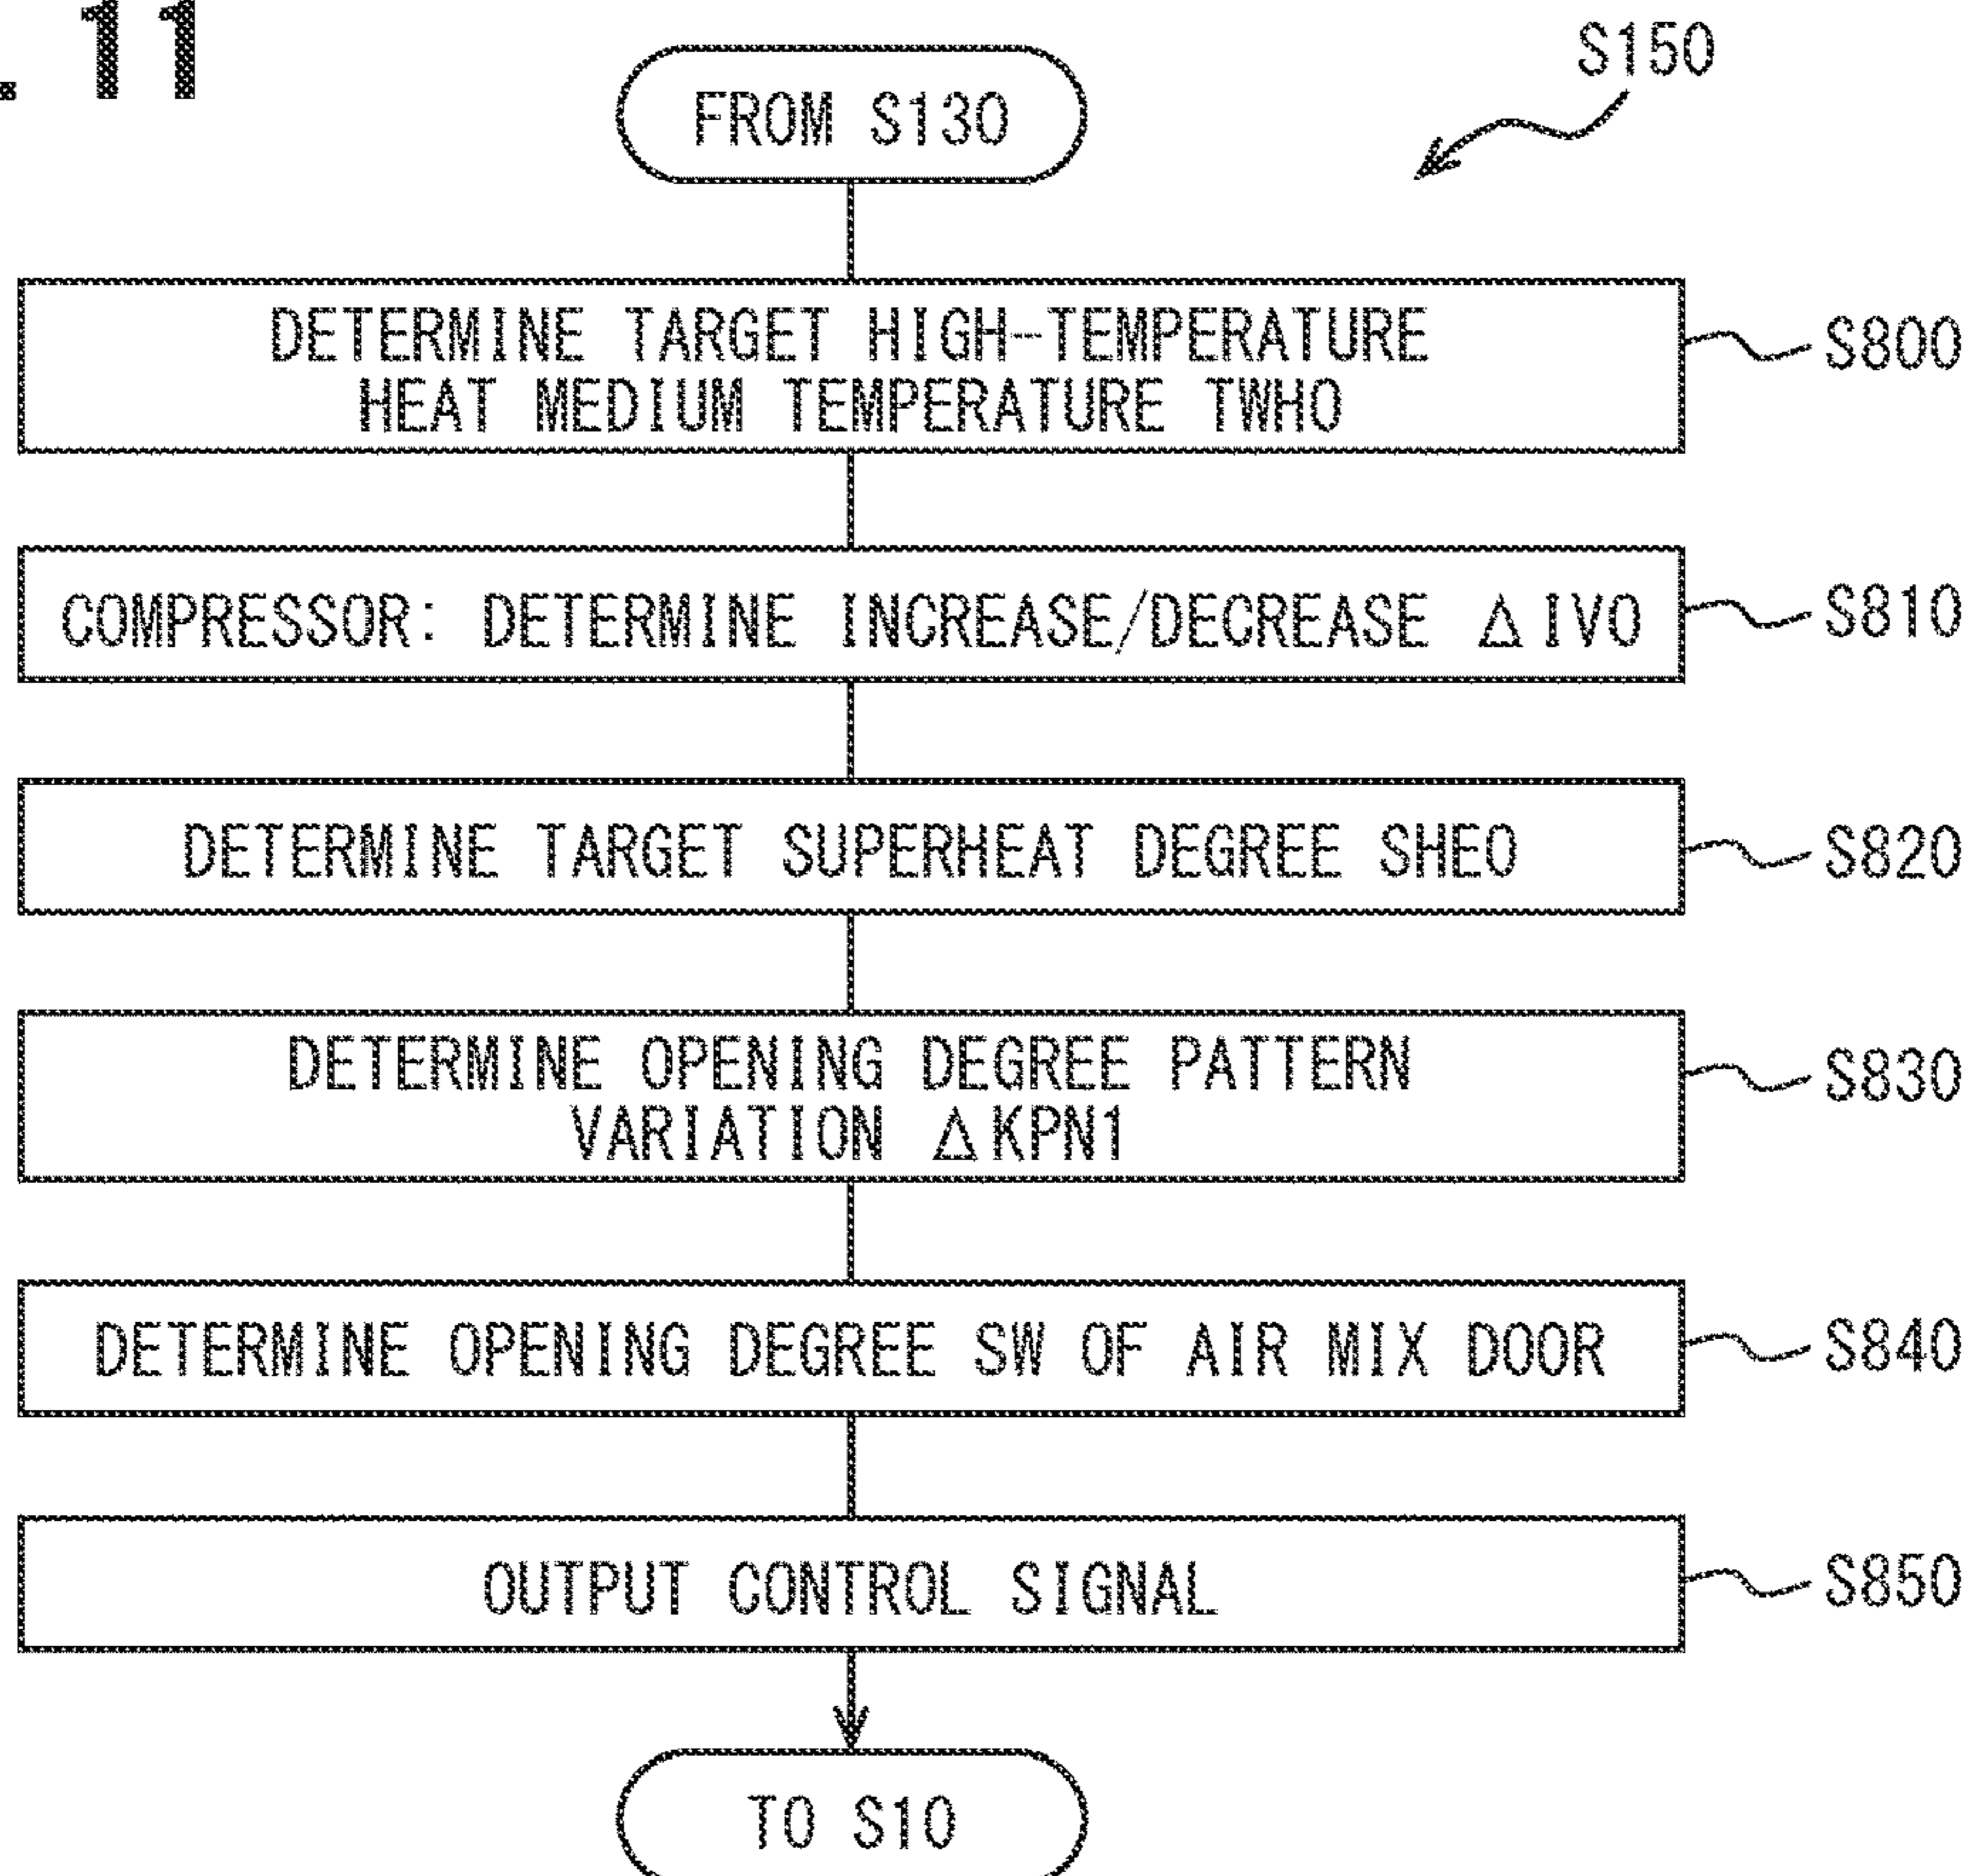 . 11
S150
FROM S130
DETERMINE TARGET HIGH-TEMPERATURE
HEAT MEDIUM TEMPERATURE TWHO
S800
COMPRESSOR: DETERMINE INCREASE/DECREASE ΔIVO
S810
DETERMINE TARGET SUPERHEAT DEGREE SHEO
S820
DETERMINE OPENING DEGREE PATTERN
VARIATION ΔKPN1
S830
DETERMINE OPENING DEGREE SW OF AIR MIX DOOR
S840
OUTPUT CONTROL SIGNAL
S850
TO S10